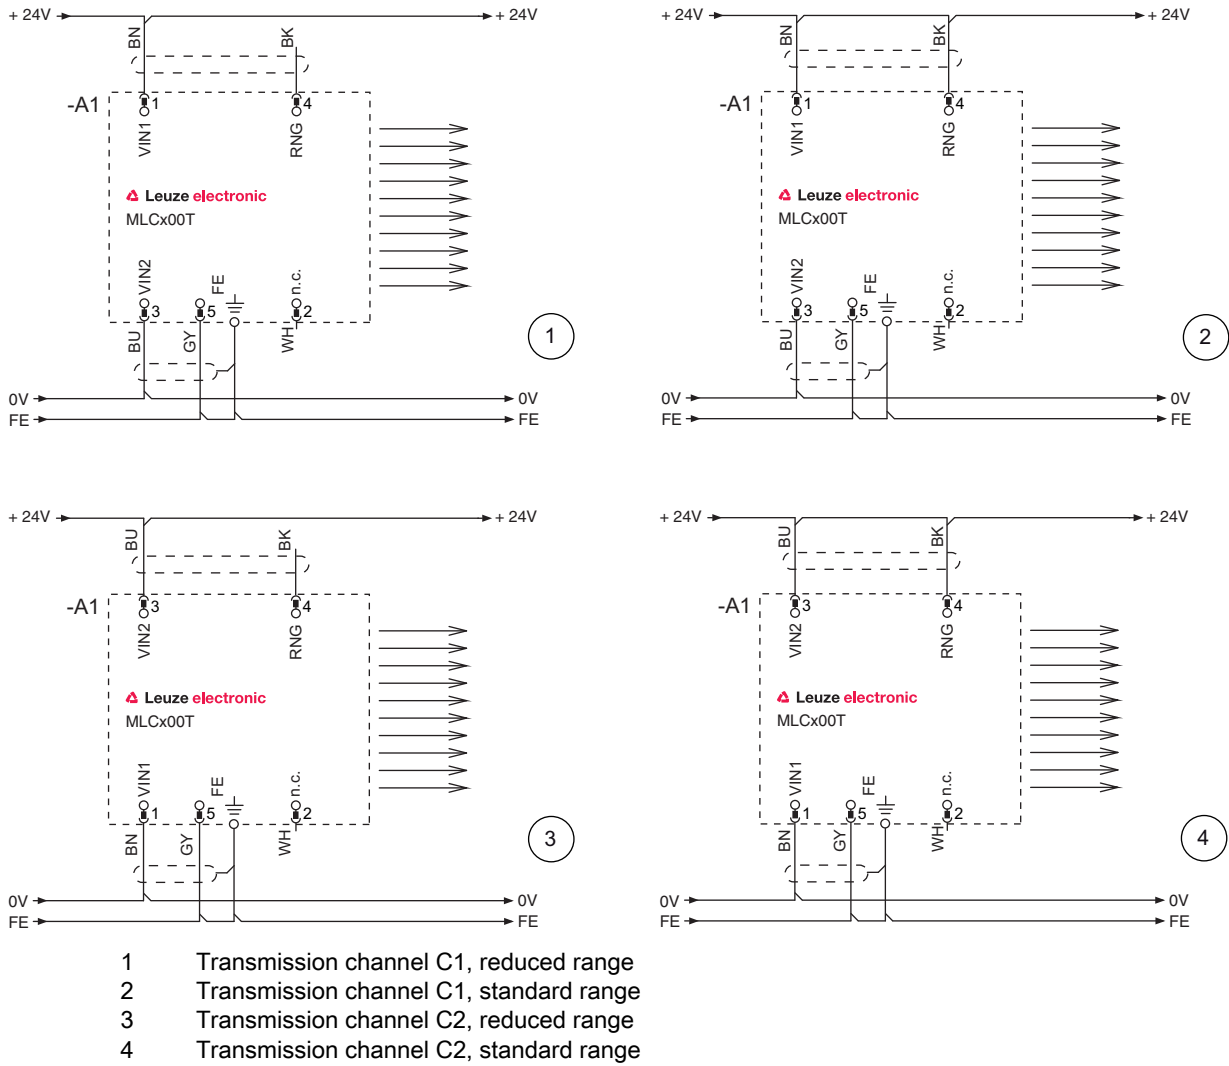 + 24V
+ 24V
BN
BK
-A1
1
4
VIN1
RNG
Leuze electronic
MLCx00T
VIN2
FE
n.c.
3
5
2
BU
GY
WH
1
0V
0V
FE
FE
+ 24V
+ 24V
BN
BK
-A1
1
4
VIN1
RNG
Leuze electronic
MLCx00T
VIN2
FE
n.c.
3
5
2
BU
GY
WH
2
0V
0V
FE
FE
+ 24V
+ 24V
BU
BK
-A1
3
4
VIN2
RNG
Leuze electronic
MLCx00T
VIN1
FE
n.c.
1
5
2
BN
GY
WH
3
0V
0V
FE
FE
+ 24V
+ 24V
BU
BK
-A1
3
4
VIN2
RNG
Leuze electronic
MLCx00T
VIN1
FE
n.c.
1
5
2
BN
GY
WH
4
0V
0V
FE
FE
1 Transmission channel C1, reduced range
2 Transmission channel C1, standard range
3 Transmission channel C2, reduced range
4 Transmission channel C2, standard range